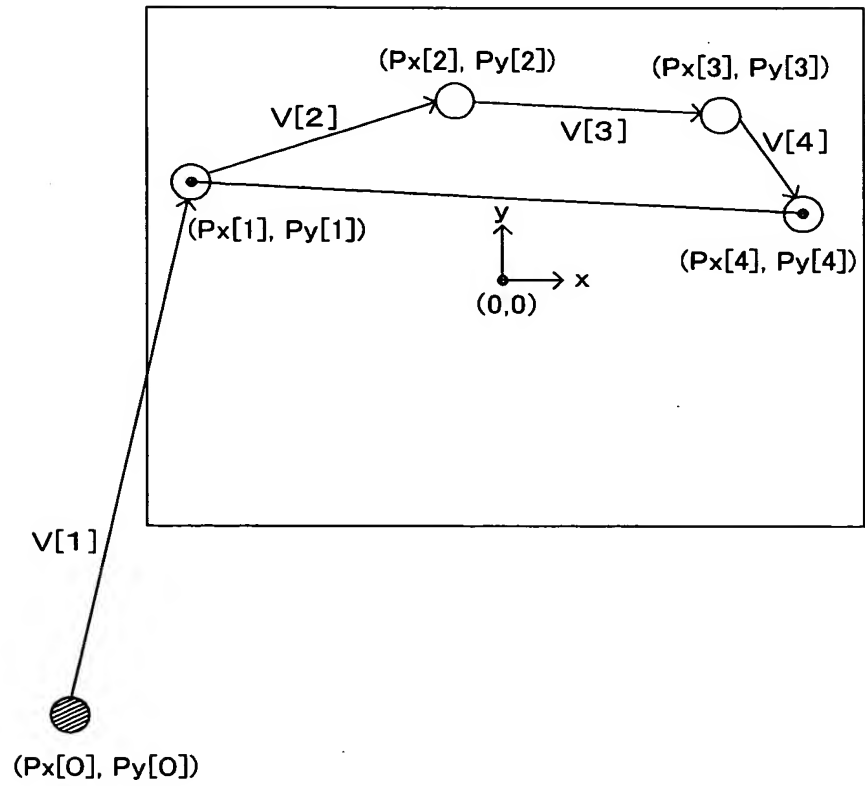 (Px[2], Py[2])
(Px[3], Py[3])
V[2]
V[3]
V[4]
(Px[1], Py[1])
y
(Px[4], Py[4])
x
(0,0)
V[1]
(Px[0], Py[0])